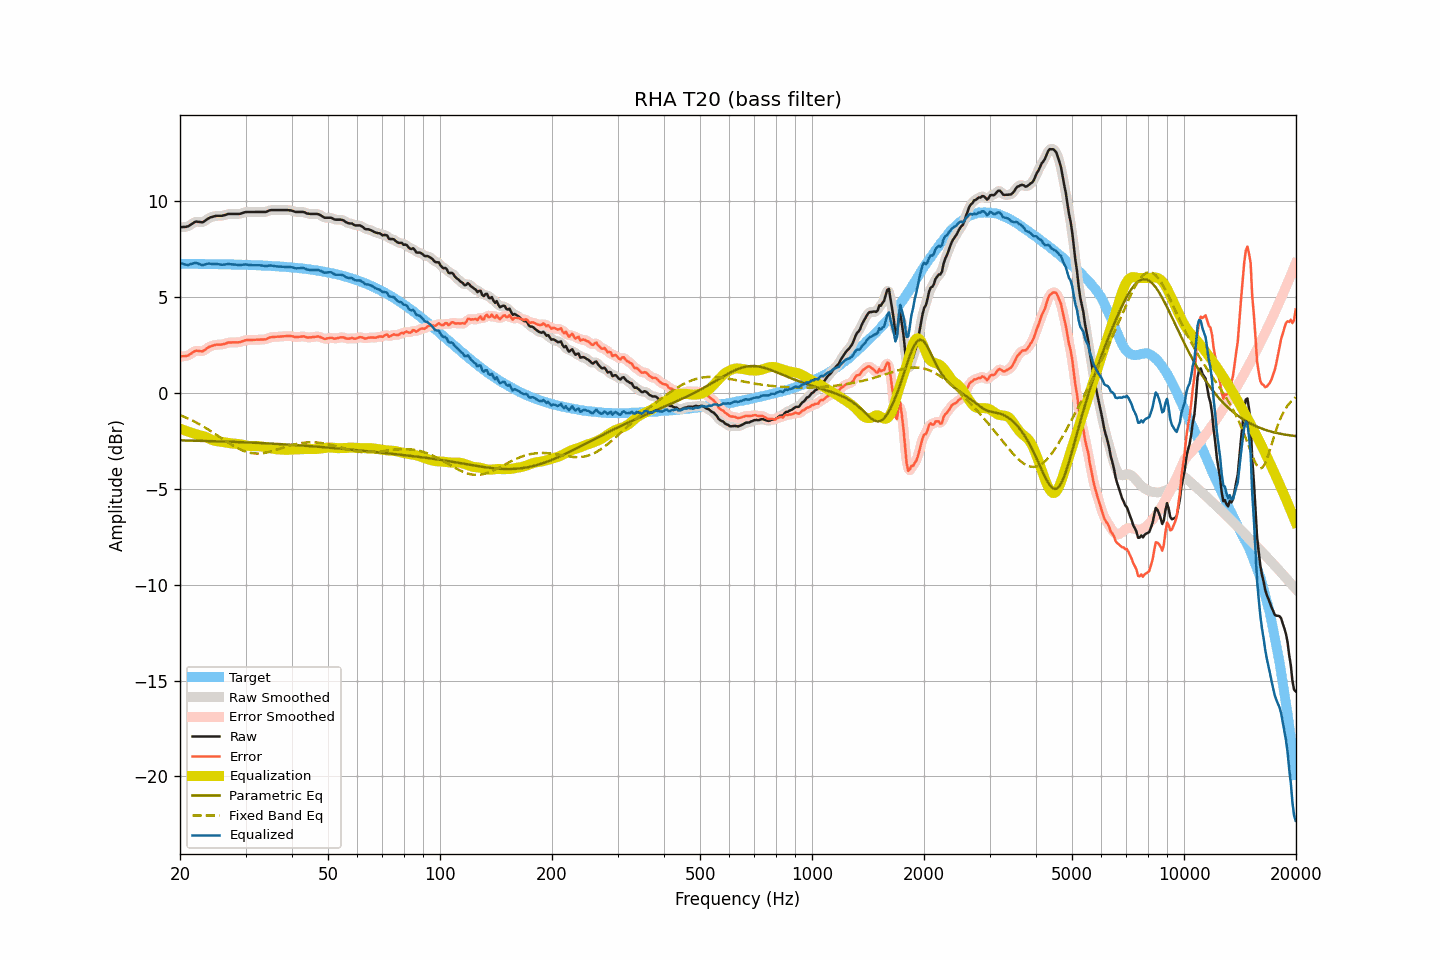 RHA T20 (bass filter)
Amplitude (dBr)
10
5
0
−5
−10
−15
−20
Target
Raw Smoothed
Error Smoothed
Raw
Error
Equalization
Parametric Eq
Fixed Band Eq
Equalized
20 50 100 200 500 1000 2000 5000 10000 20000
Frequency (Hz)